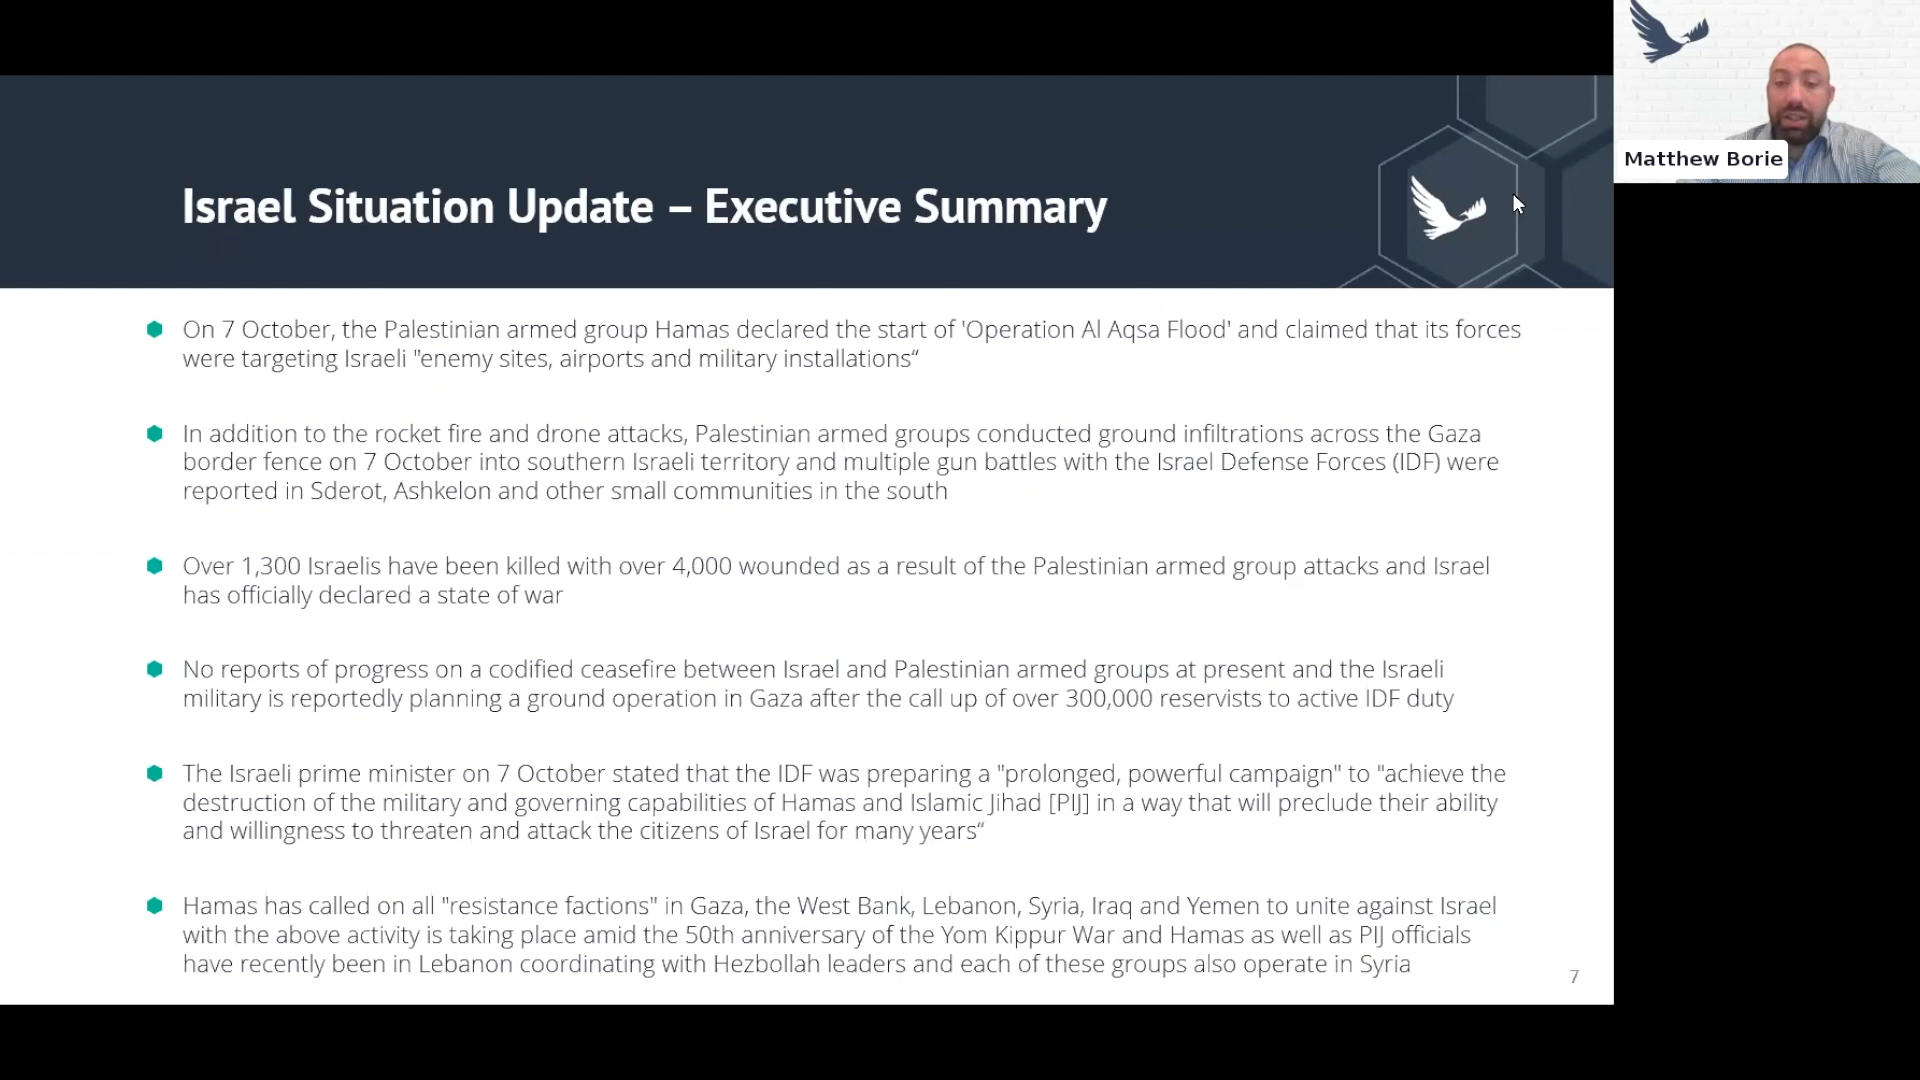 Matthew Borie
Israel Situation Update – Executive Summary
On 7 October, the Palestinian armed group Hamas declared the start of 'Operation Al Aqsa Flood' and claimed that its forces
were targeting Israeli "enemy sites, airports and military installations“
In addition to the rocket fire and drone attacks, Palestinian armed groups conducted ground infiltrations across the Gaza
border fence on 7 October into southern Israeli territory and multiple gun battles with the Israel Defense Forces (IDF) were
reported in Sderot, Ashkelon and other small communities in the south
Over 1,300 Israelis have been killed with over 4,000 wounded as a result of the Palestinian armed group attacks and Israel
has officially declared a state of war
No reports of progress on a codified ceasefire between Israel and Palestinian armed groups at present and the Israeli
military is reportedly planning a ground operation in Gaza after the call up of over 300,000 reservists to active IDF duty
The Israeli prime minister on 7 October stated that the IDF was preparing a "prolonged, powerful campaign" to "achieve the
destruction of the military and governing capabilities of Hamas and Islamic Jihad [PIJ] in a way that will preclude their ability
and willingness to threaten and attack the citizens of Israel for many years“
Hamas has called on all "resistance factions" in Gaza, the West Bank, Lebanon, Syria, Iraq and Yemen to unite against Israel
with the above activity is taking place amid the 50th anniversary of the Yom Kippur War and Hamas as well as PIJ officials
have recently been in Lebanon coordinating with Hezbollah leaders and each of these groups also operate in Syria
7